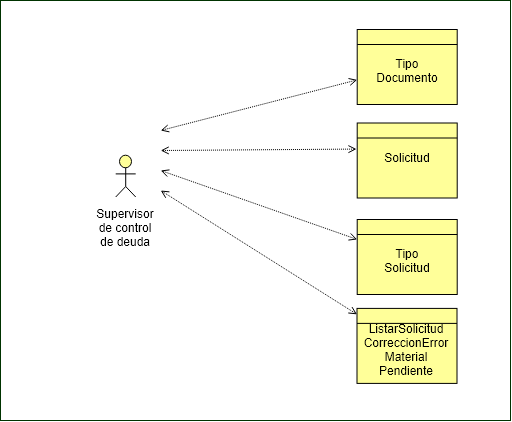 Tipo
Documento
Solicitud
Supervisor
de control
de deuda
Tipo
Solicitud
ListarSolicitud
CorreccionError
Material
Pendiente